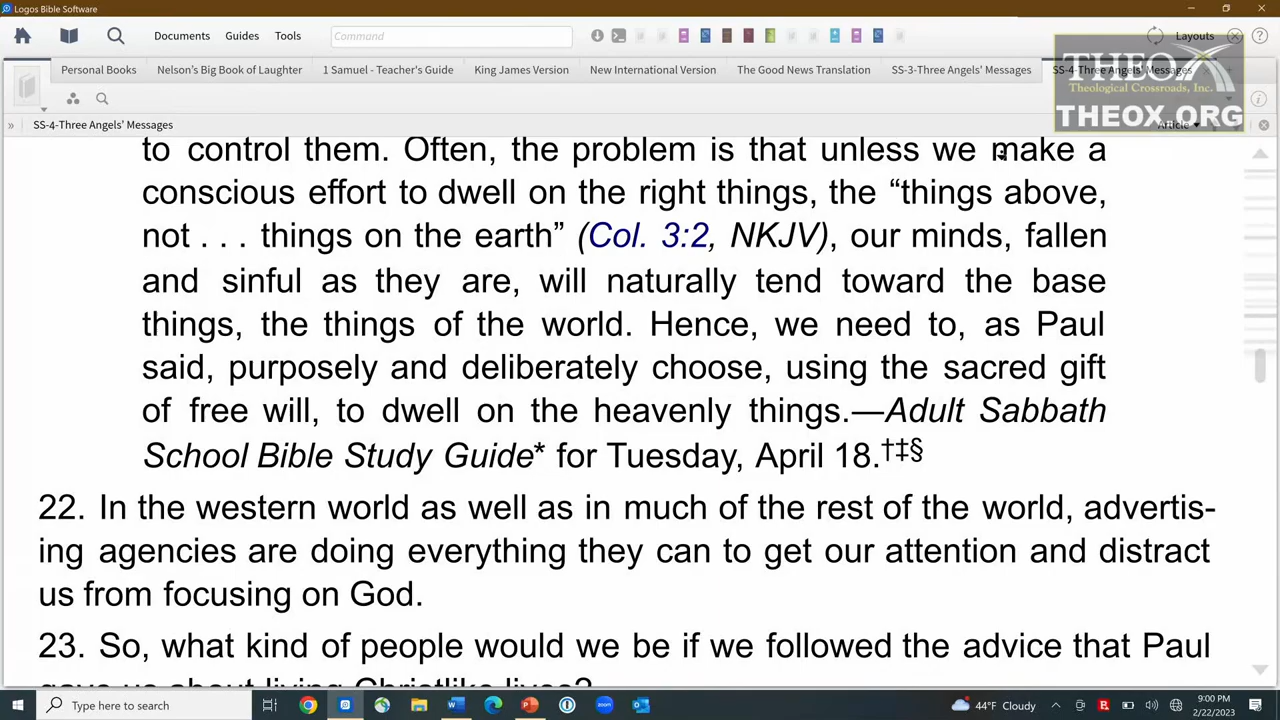 Logos Bible Software
Documents Guides Tools Command Layouts
Personal Books Nelson's Big Book of Laughter 1 Sam King James Version New International Version The Good News Translation SS-3-Three Angels' Messages SS-4-Three Angels' Messages
THEOX
Theological Crossroads, Inc.
THEOX.ORG
» SS-4-Three Angels' Messages Article
to control them. Often, the problem is that unless we make a
conscious effort to dwell on the right things, the “things above,
not . . . things on the earth” (Col. 3:2, NKJV), our minds, fallen
and sinful as they are, will naturally tend toward the base
things, the things of the world. Hence, we need to, as Paul
said, purposely and deliberately choose, using the sacred gift
of free will, to dwell on the heavenly things.—Adult Sabbath
School Bible Study Guide* for Tuesday, April 18.†‡§
22. In the western world as well as in much of the rest of the world, advertis-
ing agencies are doing everything they can to get our attention and distract
us from focusing on God.
23. So, what kind of people would we be if we followed the advice that Paul
gave us about living Christlike lives?
Type here to search 44°F Cloudy 9:00 PM
2/22/2023